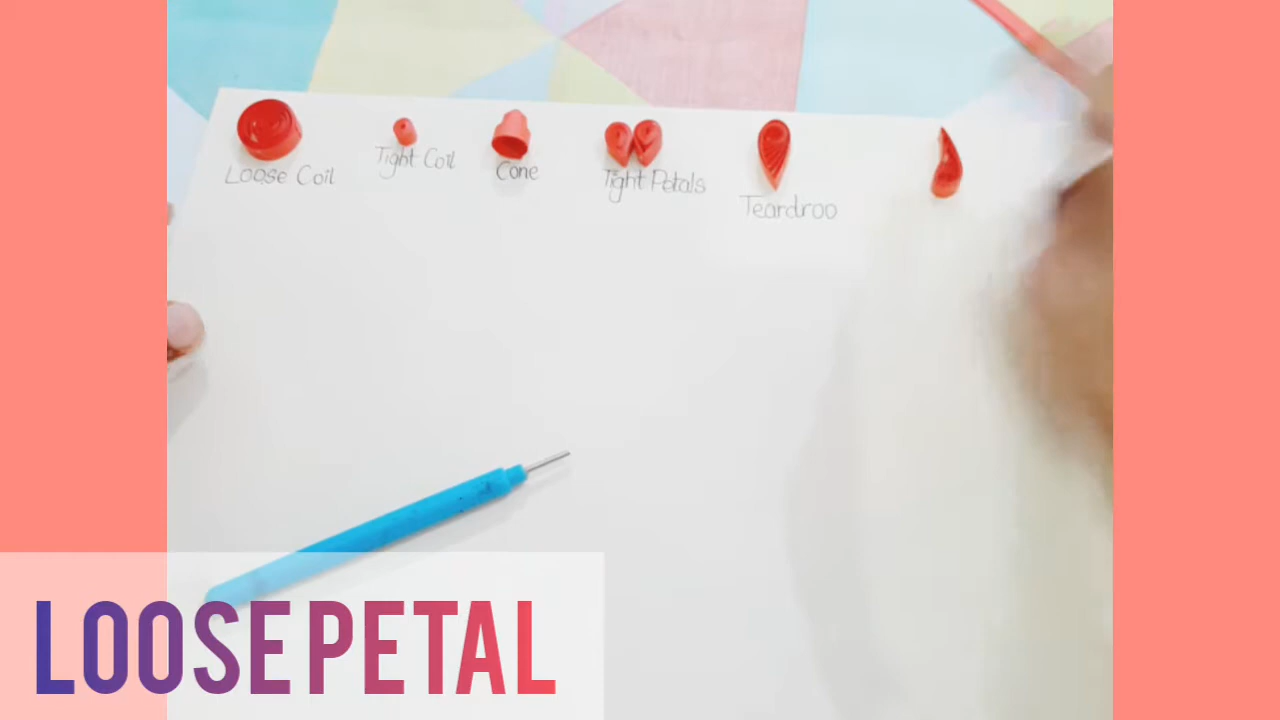 Loose Coil
Tight Coil
Cone
Tight Petals
Teardroo
LOOSE PETAL